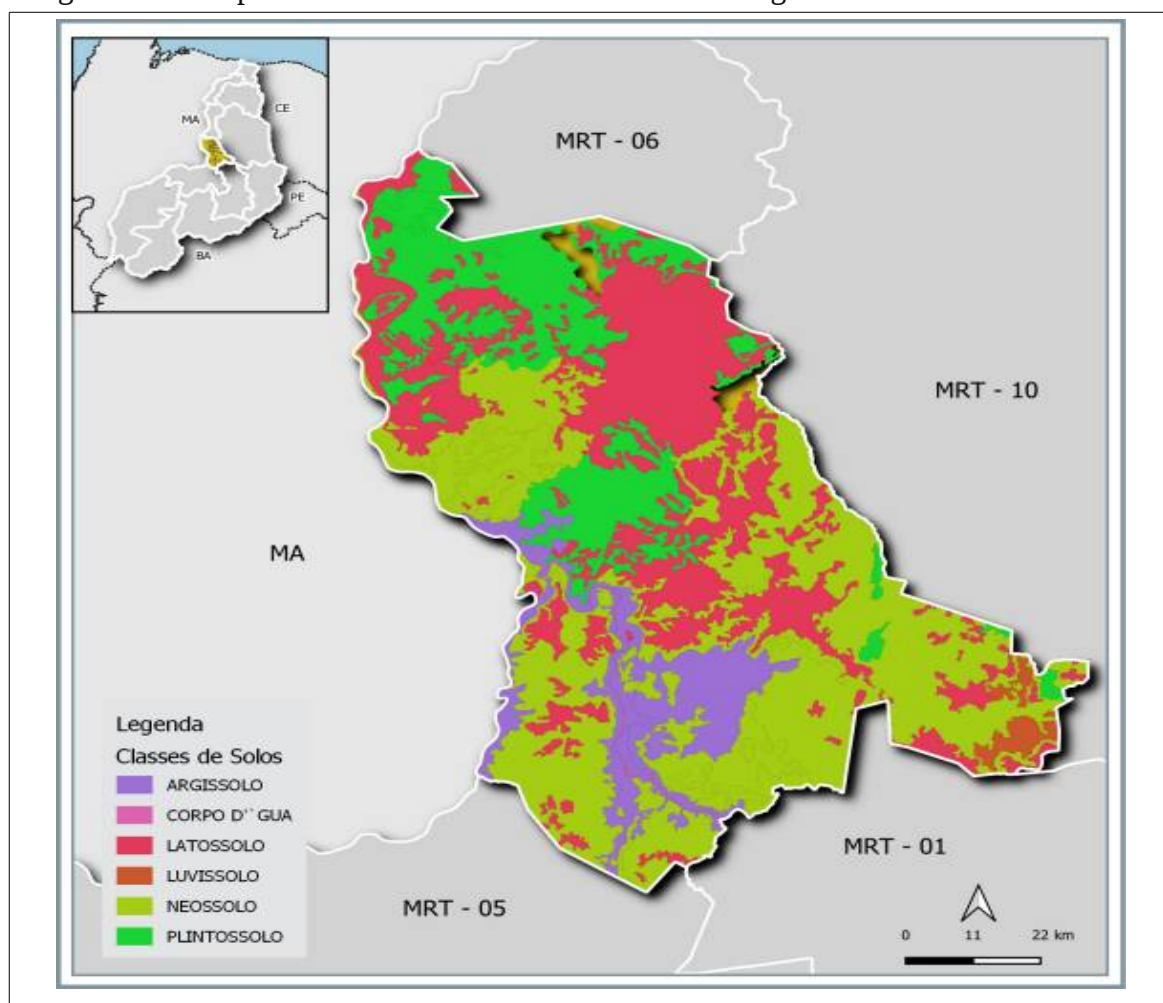 MA
CE
PE
BA
MRT - 06
MRT - 10
MA
MRT - 01
MRT - 05
Legenda
Classes de Solos
ARGISSOLO
CORPO D'`GUA
LATOSSOLO
LUVISSOLO
NEOSSOLO
PLINTOSSOLO
0 11 22 km